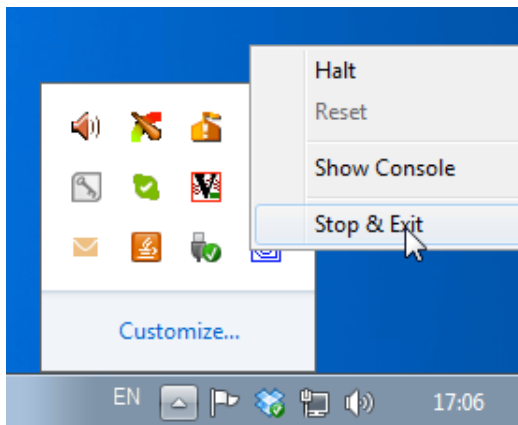 Halt
Reset
Show Console
Stop & Exit
Customize...
EN
17:06